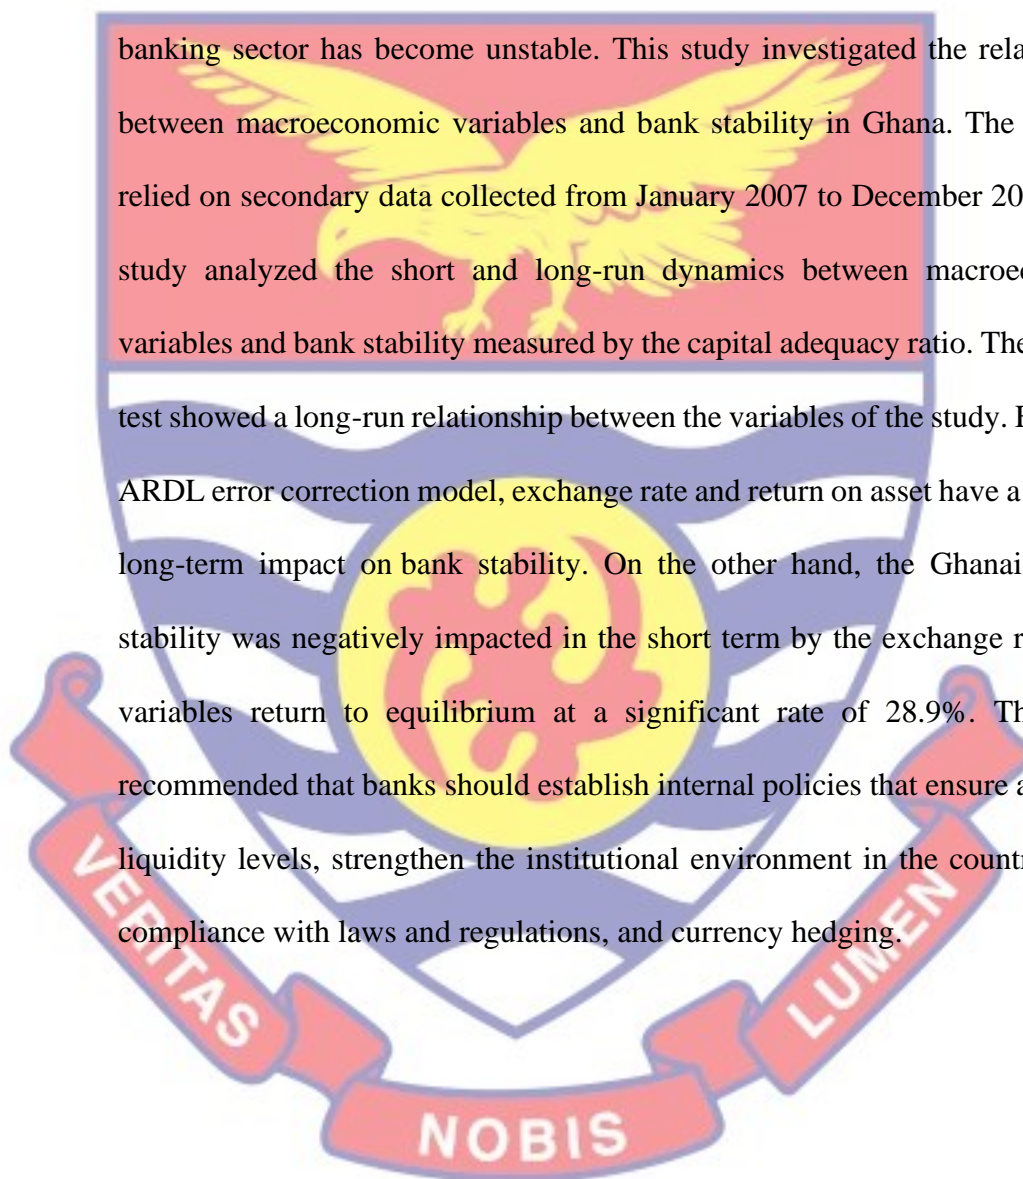 banking sector has become unstable. This study investigated the rela
between macroeconomic variables and bank stability in Ghana. The
relied on secondary data collected from January 2007 to December 20
study analyzed the short and long-run dynamics between macroe
variables and bank stability measured by the capital adequacy ratio. The
test showed a long-run relationship between the variables of the study.
ARDL error correction model, exchange rate and return on asset have a
long-term impact on bank stability. On the other hand, the Ghanai
stability was negatively impacted in the short term by the exchange r
variables return to equilibrium at a significant rate of 28.9%. Th
recommended that banks should establish internal policies that ensure a
liquidity levels, strengthen the institutional environment in the countr
compliance with laws and regulations, and currency hedging.
VERITAS
NOBIS
LUMEN